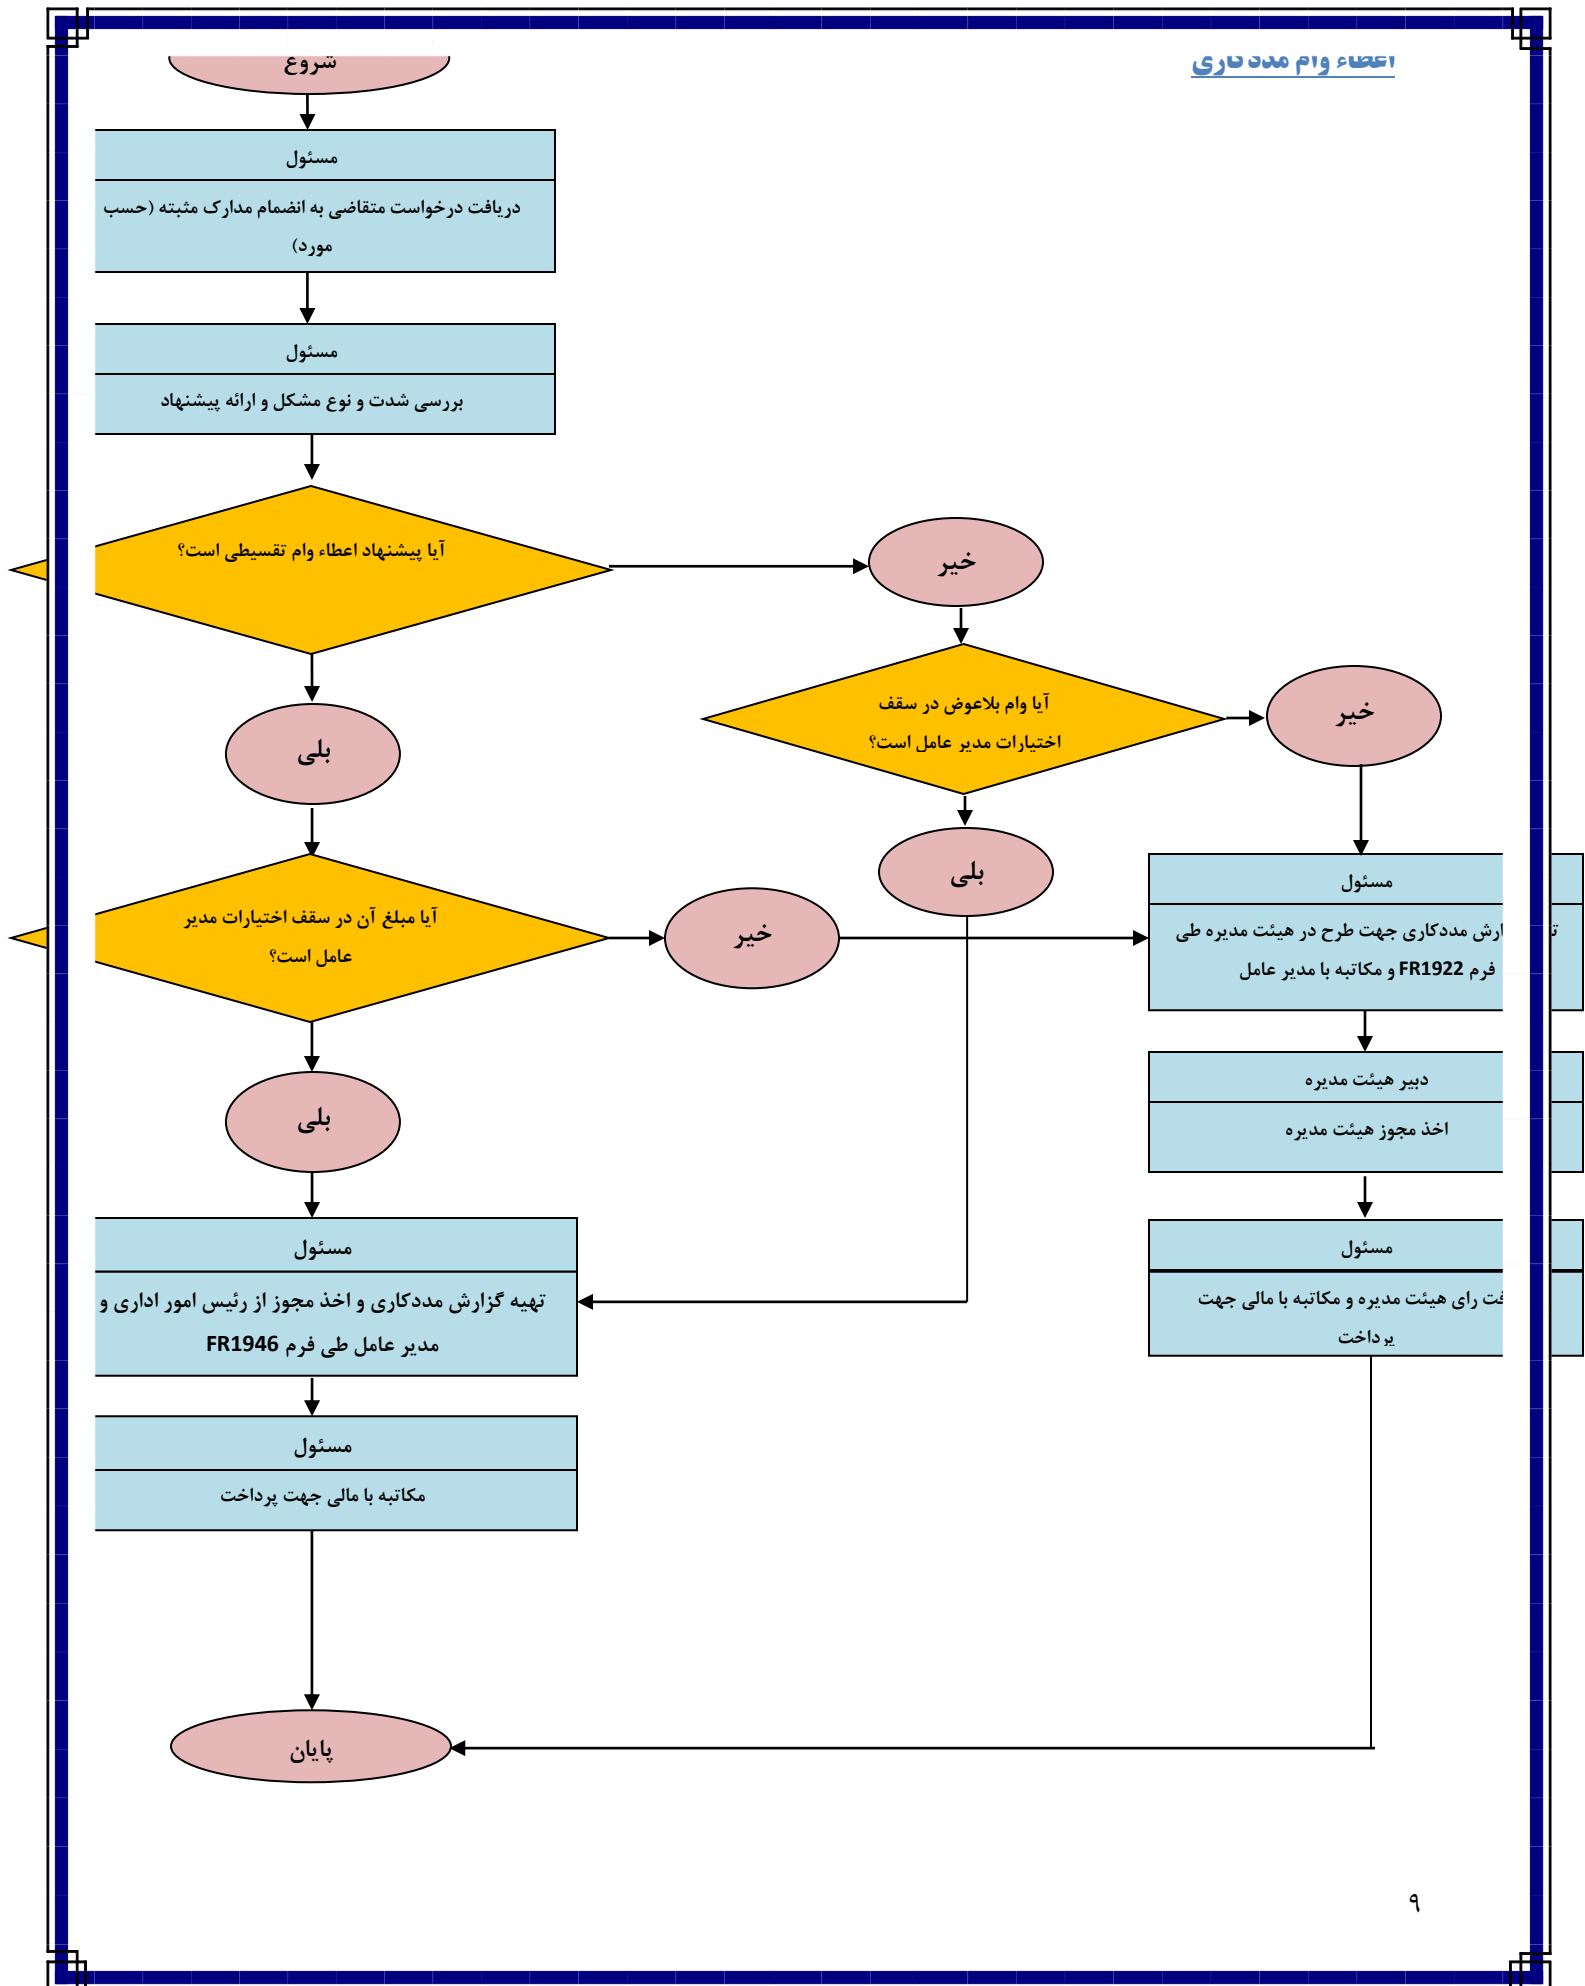 اعطاء وام مددکاری
شروع
مسئول
دریافت درخواست متقاضی به انضمام مدارک مثبته (حسب
مورد)
مسئول
بررسی شدت و نوع مشکل و ارائه پیشنهاد
آیا پیشنهاد اعطاء وام تقسیطی است؟
خیر
آیا وام بلاعوض در سقف
اختیارات مدیر عامل است؟
خیر
بلی
بلی
آیا مبلغ آن در سقف اختیارات مدیر
عامل است؟
خیر
مسئول
مددکاری جهت طرح در هیئت مدیره طی
فرم FR1922 و مکاتبه با مدیر عامل
دبیر هیئت مدیره
اخذ مجوز هیئت مدیره
بلی
مسئول
تهیه گزارش مددکاری و اخذ مجوز از رئیس امور اداری و
مدیر عامل طی فرم FR1946
مسئول
رای هیئت مدیره و مکاتبه با مالی جهت
پرداخت
مسئول
مکاتبه با مالی جهت پرداخت
پایان
۹